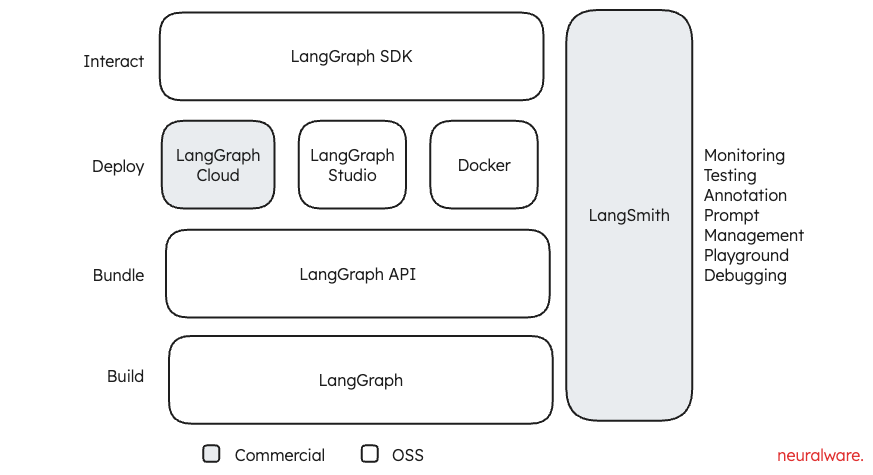 Interact
LangGraph SDK
Deploy
LangGraph
Cloud
LangGraph
Studio
Docker
Bundle
LangGraph API
Build
LangGraph
LangSmith
Monitoring
Testing
Annotation
Prompt
Management
Playground
Debugging
Commercial
OSS
neuralware.